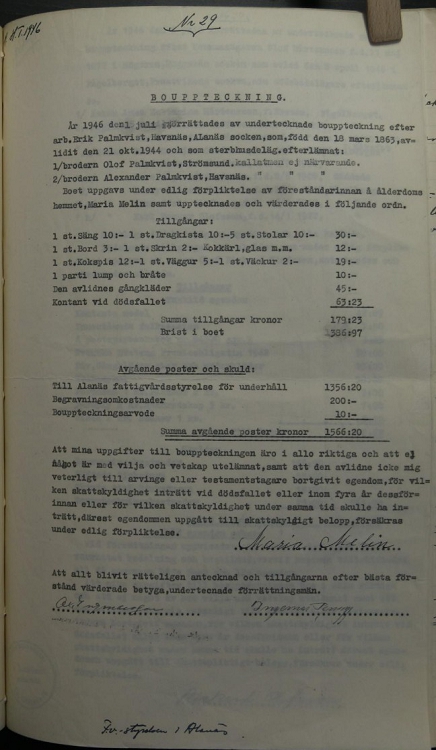 Nr 29
BOUPPTECKNING.
År 1946 den 1 juli förrättades av undertecknade bouppteckning efter
arb. Erik Palmkvist, Havsnäs, Alanäs socken, som, född den 18 mars 1863, av-
lidit den 21 okt. 1944 och som sterbhusdeläg. efterlämnat:
1/brodern Olof Palmkvist, Strömsund. kallatmen ej närvarande.
2/brodern Alexander Palmkvist, Havsnäs. " " "
Boet uppgavs under edlig förpliktelse av föreståndarinnan å ålderdoms
hemmet, Maria Melin samt upptecknades och värderades i följande ordn.
Tillgångar:
1 st. Säng 10:- 1 st. Dragkista 10:-5 st. Stolar 10:- 30:-
1 st. Bord 3:- 1 st. Skrin 2:- Kokkärl, glas m.m. 12:-
1 st. Kokspis 12:-1 st. Väggur 5:-1 st. Väckur 2:- 19:-
1 parti lump och bråte 10:-
Den avlidnes gångkläder 45:-
Kontant vid dödsfallet 63:23
Summa tillgångar kronor 179:23
Brist i boet 1386:97
Avgående poster och skuld:
Till Alanäs fattigvårdsstyrelse för underhåll 1356:20
Begravningsomkostnader 200:-
Bouppteckningsarvode 10:-
Summa avgående poster kronor 1566:20
Att mina uppgifter till bouppteckningen äro i allo riktiga och att ej
något är med vilja och vetskap utelämnat, samt att den avlidne icke mig
veterligt till arvinge eller testamentstagare bortgivit egendom, för vil-
ken skattskyldighet inträtt vid dödsfallet eller inom fyra år dessför-
innan eller för vilken skattskyldighet under samma tid skulle ha in-
trätt, därest egendommen uppgått till skattskyldigt belopp, försäkras
under edlig förpliktelse.
Maria Melin
Att allt blivit rätteligen antecknad och tillgångarna efter bästa för-
stånd värderade betyga, undertecnade förrättningsmän.
Fv.-styrelsen i Alanäs